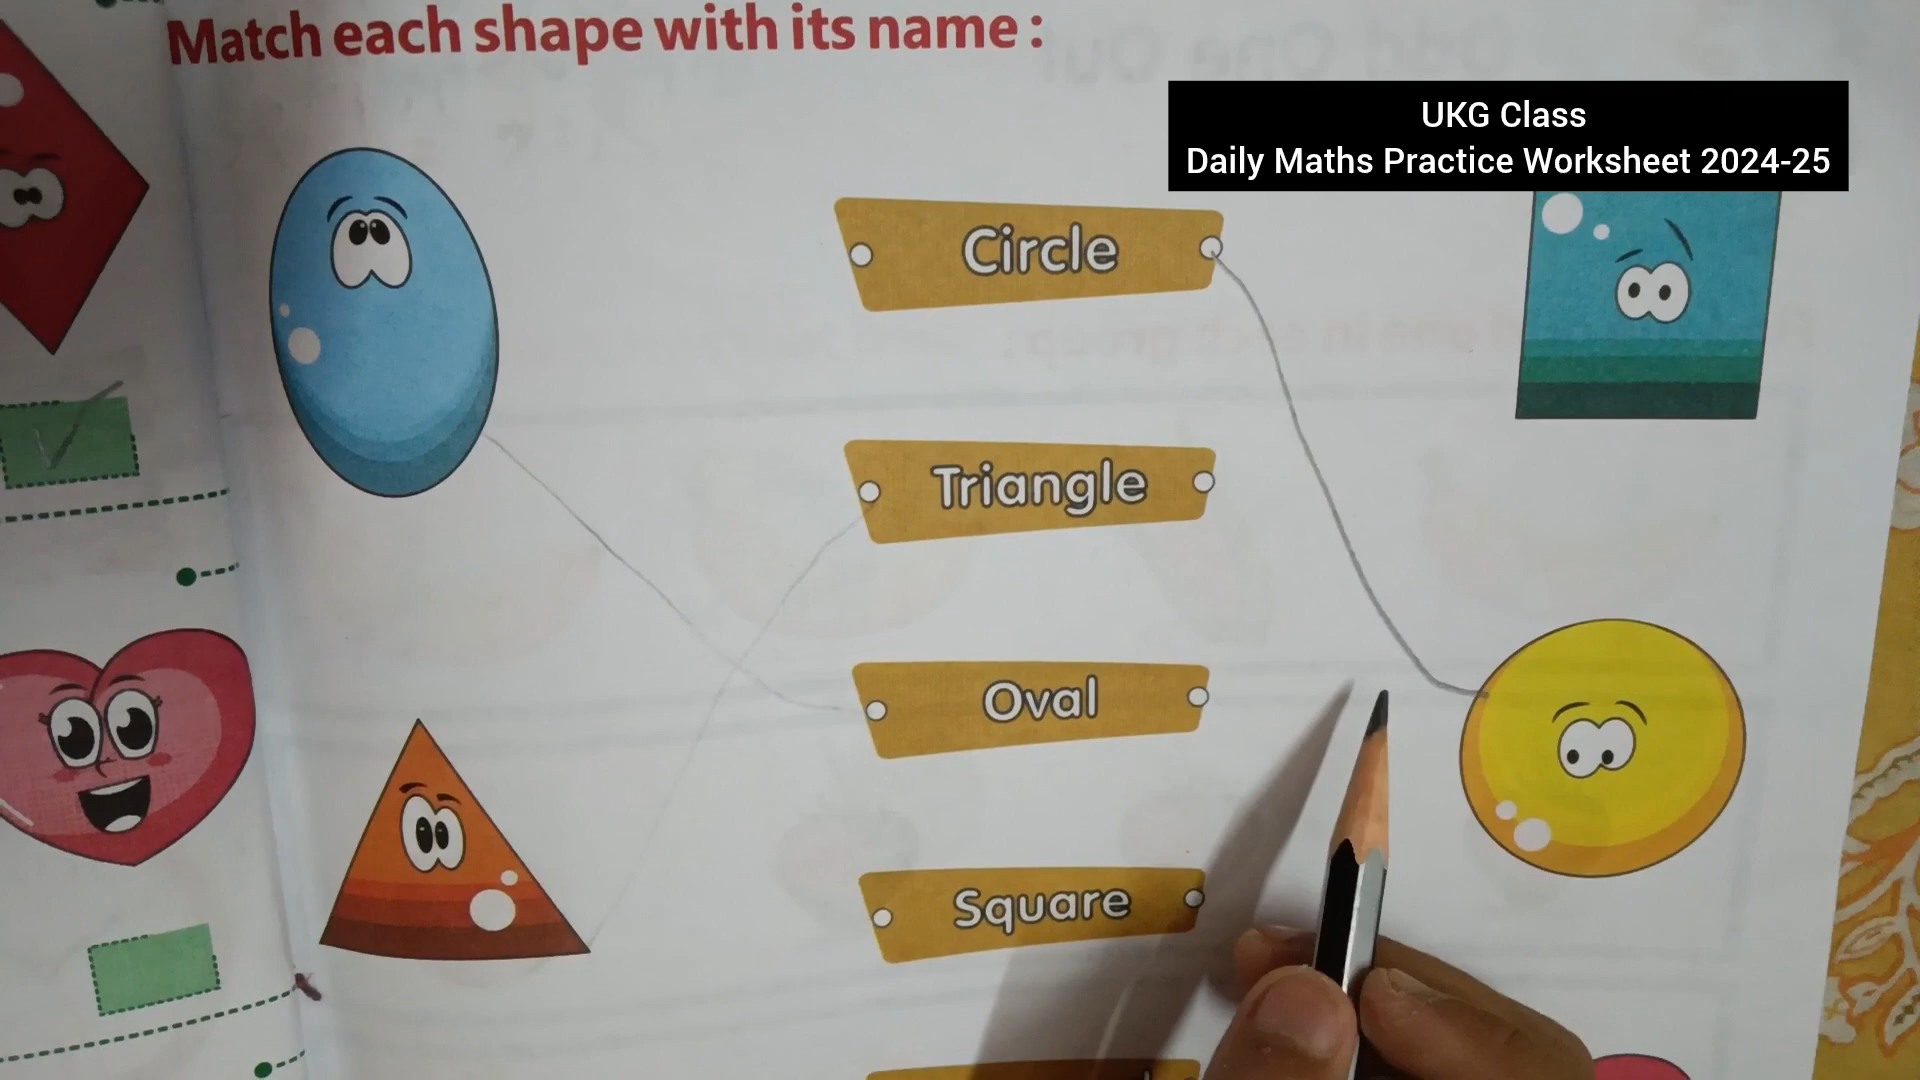 Match each shape with its name :
UKG Class
Daily Maths Practice Worksheet 2024-25
Circle
Triangle
Oval
Square